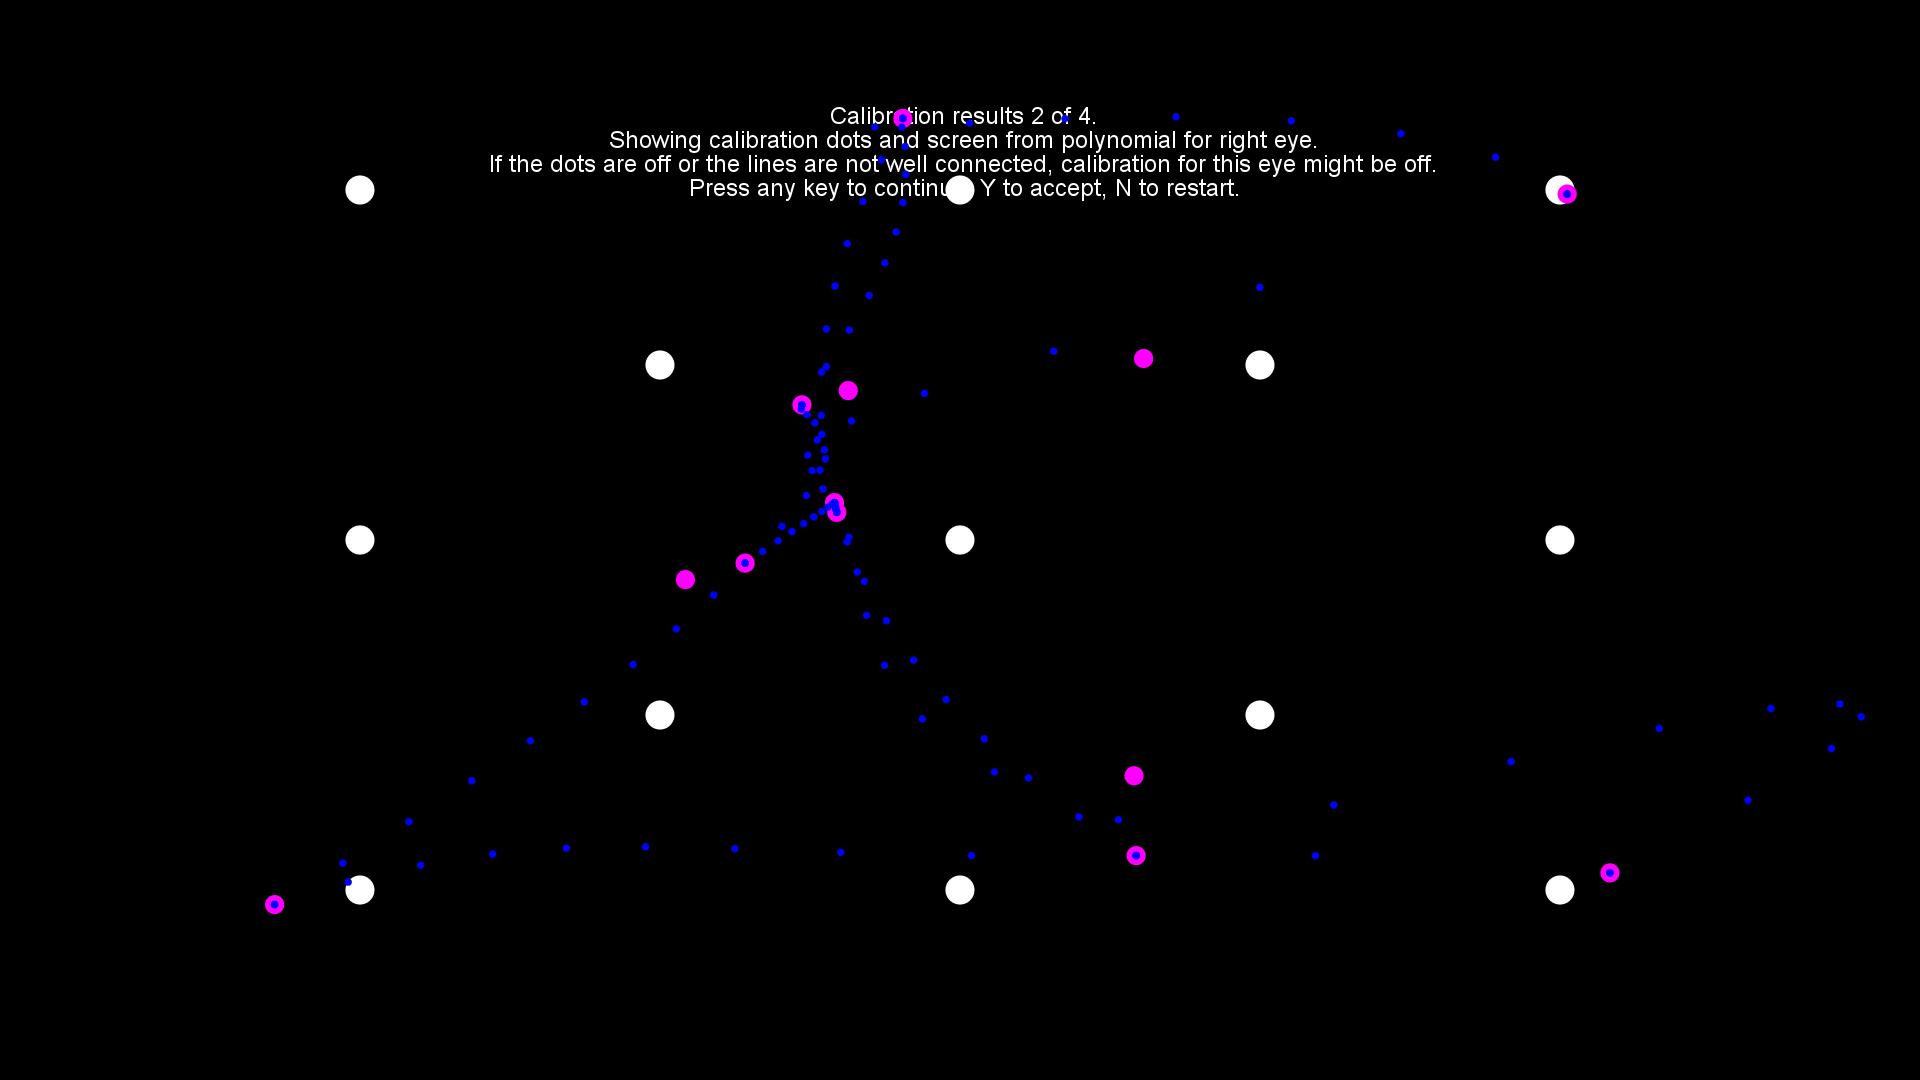 Calibration results 2 of 4.
Showing calibration dots and screen from polynomial for right eye.
If the dots are off or the lines are not well connected, calibration for this eye might be off.
Press any key to continue Y to accept, N to restart.